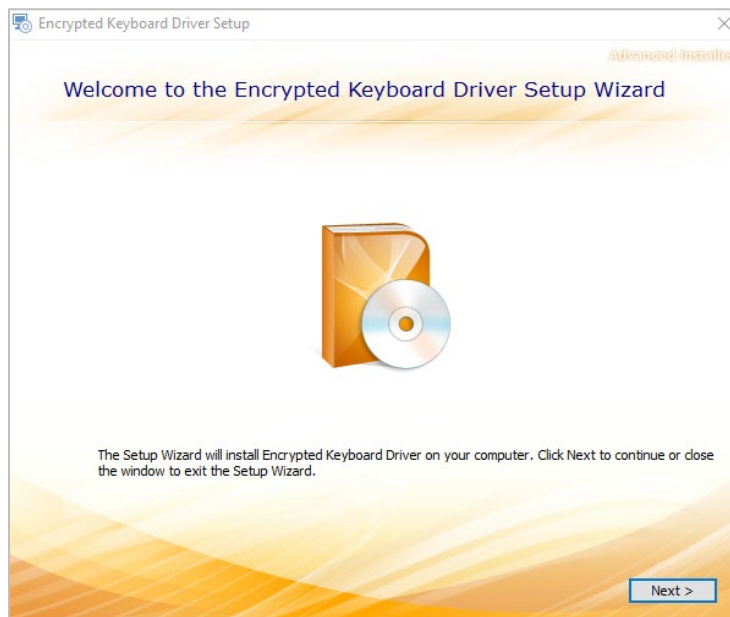 Encrypted Keyboard Driver Setup
Advanced Installer
Welcome to the Encrypted Keyboard Driver Setup Wizard
The Setup Wizard will install Encrypted Keyboard Driver on your computer. Click Next to continue or close
the window to exit the Setup Wizard.
Next >